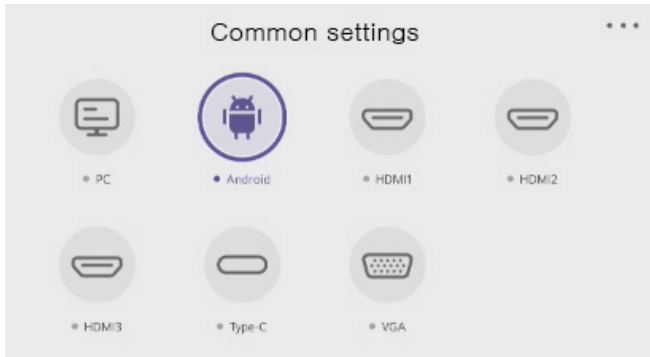 Common settings
PC
Android
HDMI1
HDMI2
HDMI3
Type-C
VGA